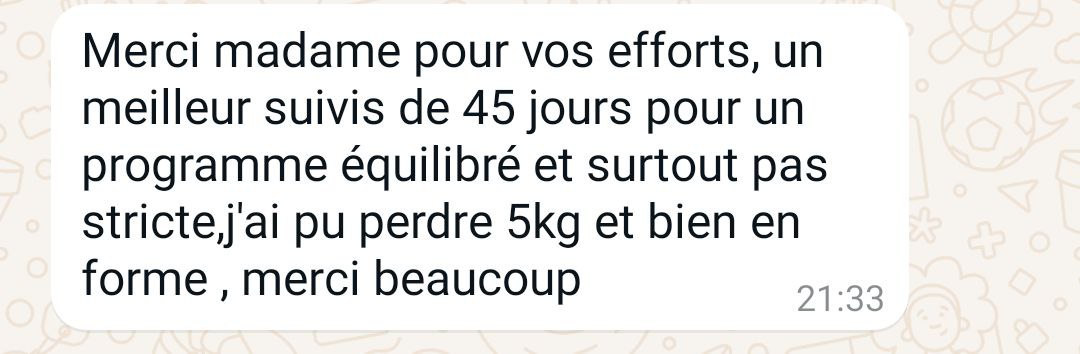 Merci madame pour vos efforts, un
meilleur suivis de 45 jours pour un
programme équilibré et surtout pas
stricte,j'ai pu perdre 5kg et bien en
forme , merci beaucoup
21:33